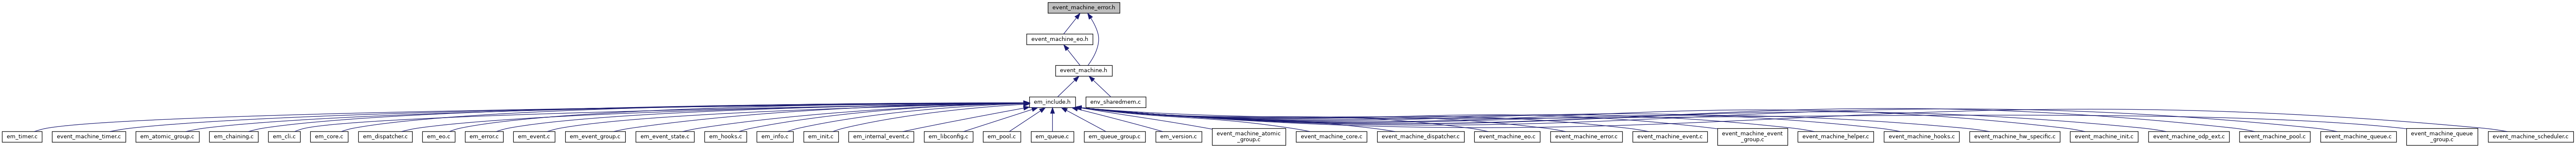 event_machine_error.h
event_machine_eo.h
event_machine.h
em_include.h
env_sharedmem.c
em_timer.c
event_machine_timer.c
em_atomic_group.c
em_chaining.c
em_cli.c
em_core.c
em_dispatcher.c
em_eo.c
em_error.c
em_event.c
em_event_group.c
em_event_state.c
em_hooks.c
em_info.c
em_init.c
em_internal_event.c
em_libconfig.c
em_pool.c
em_queue.c
em_queue_group.c
em_version.c
event_machine_atomic
_group.c
event_machine_core.c
event_machine_dispatcher.c
event_machine_eo.c
event_machine_error.c
event_machine_event.c
event_machine_event
_group.c
event_machine_helper.c
event_machine_hooks.c
event_machine_hw_specific.c
event_machine_init.c
event_machine_odp_ext.c
event_machine_pool.c
event_machine_queue.c
event_machine_queue
_group.c
event_machine_scheduler.c